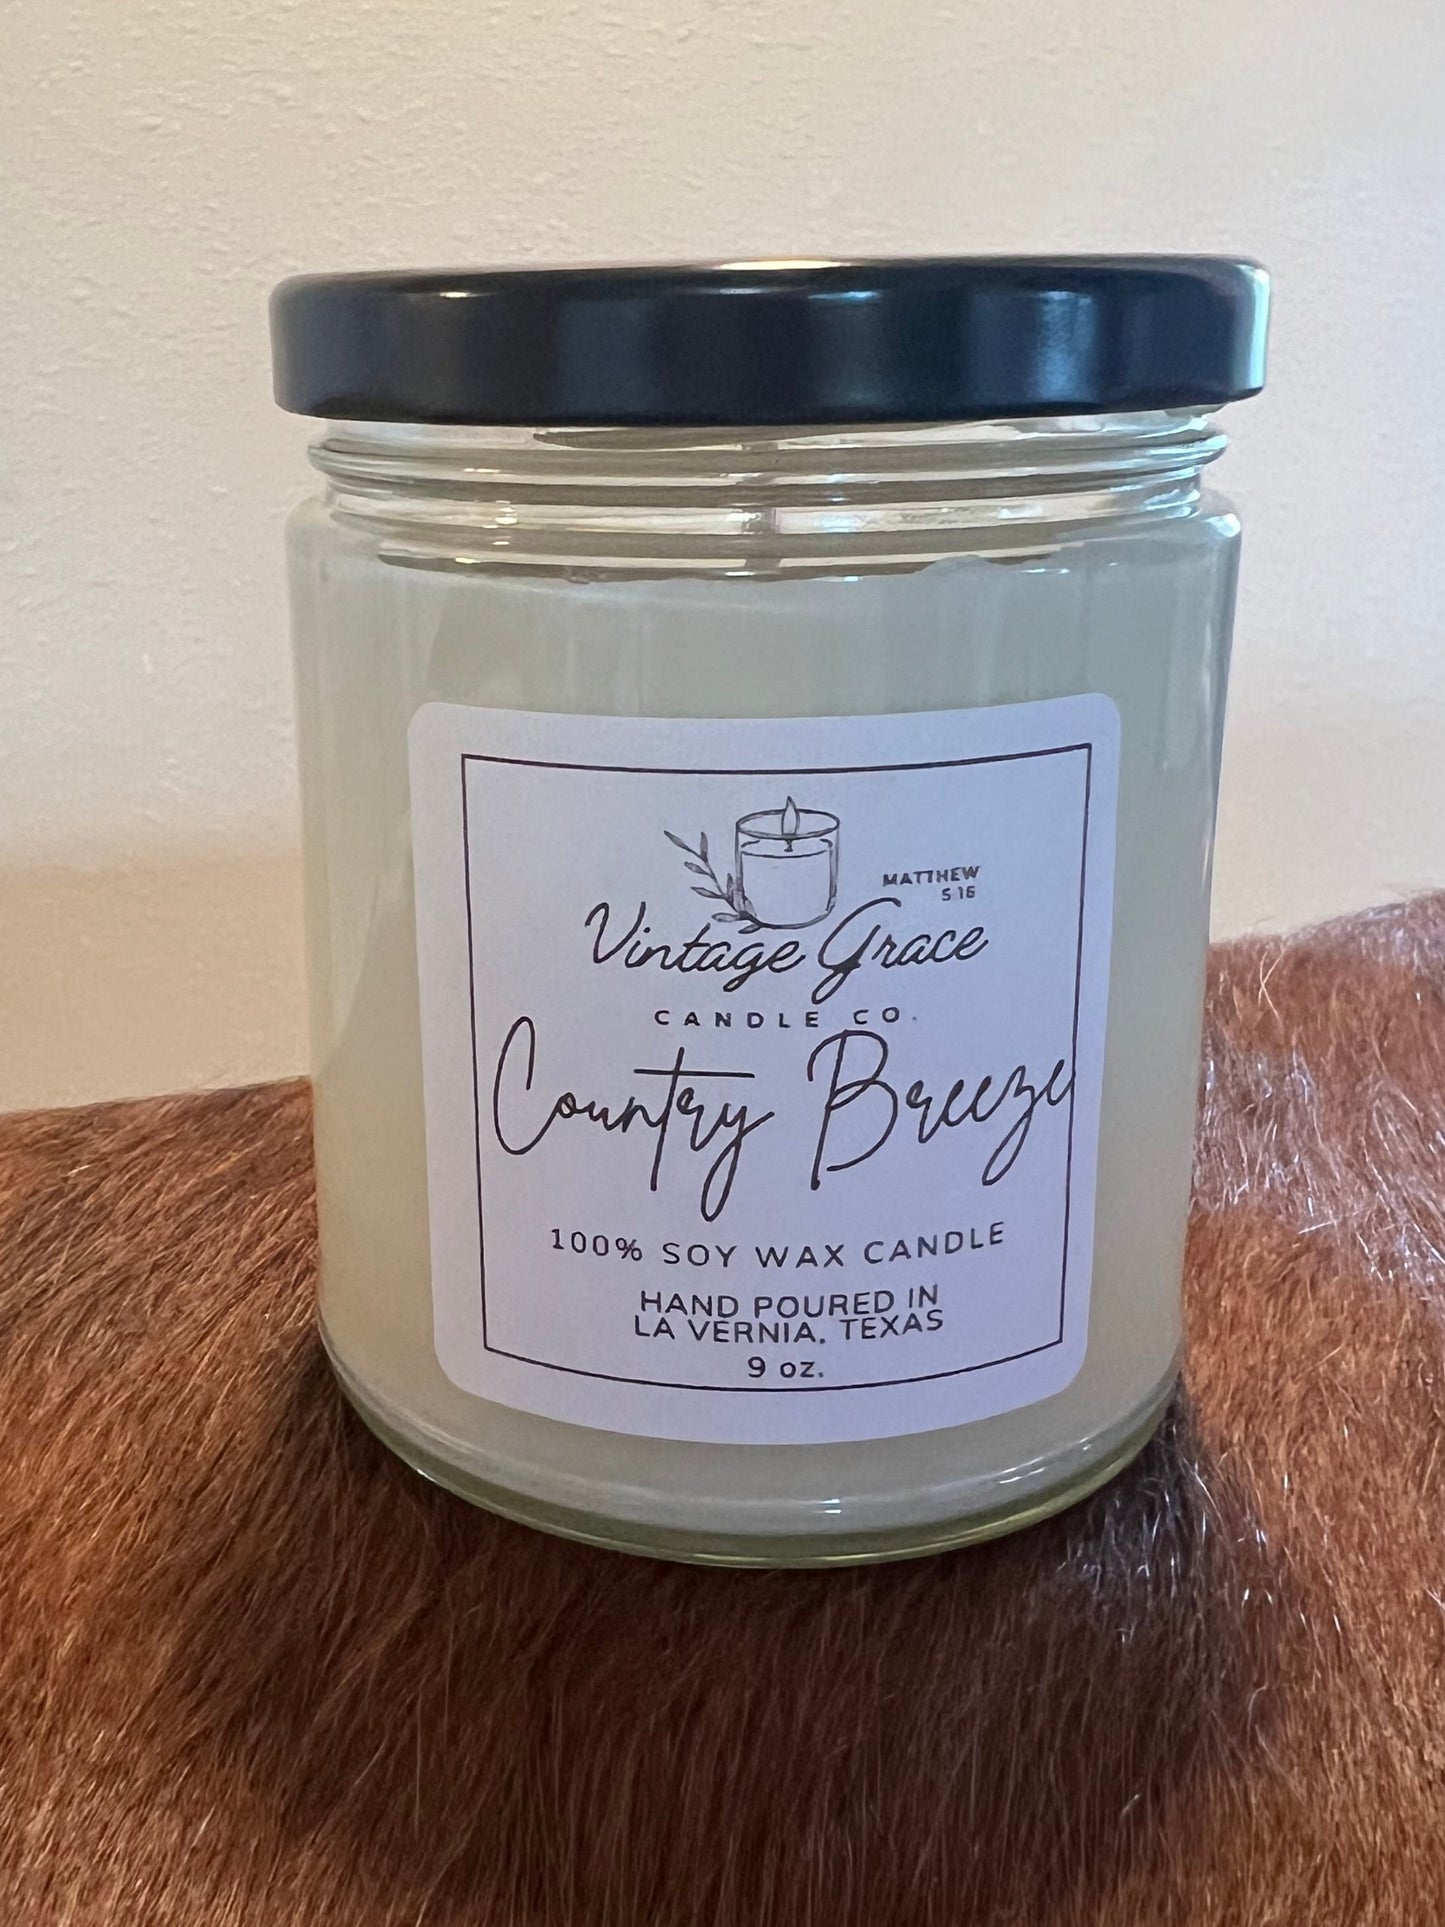 MATTHEW
5 16
Vintage Grace
CANDLE CO.
Country Breeze
100% SOY WAX CANDLE
HAND POURED IN
LA VERNIA, TEXAS
9 oz.